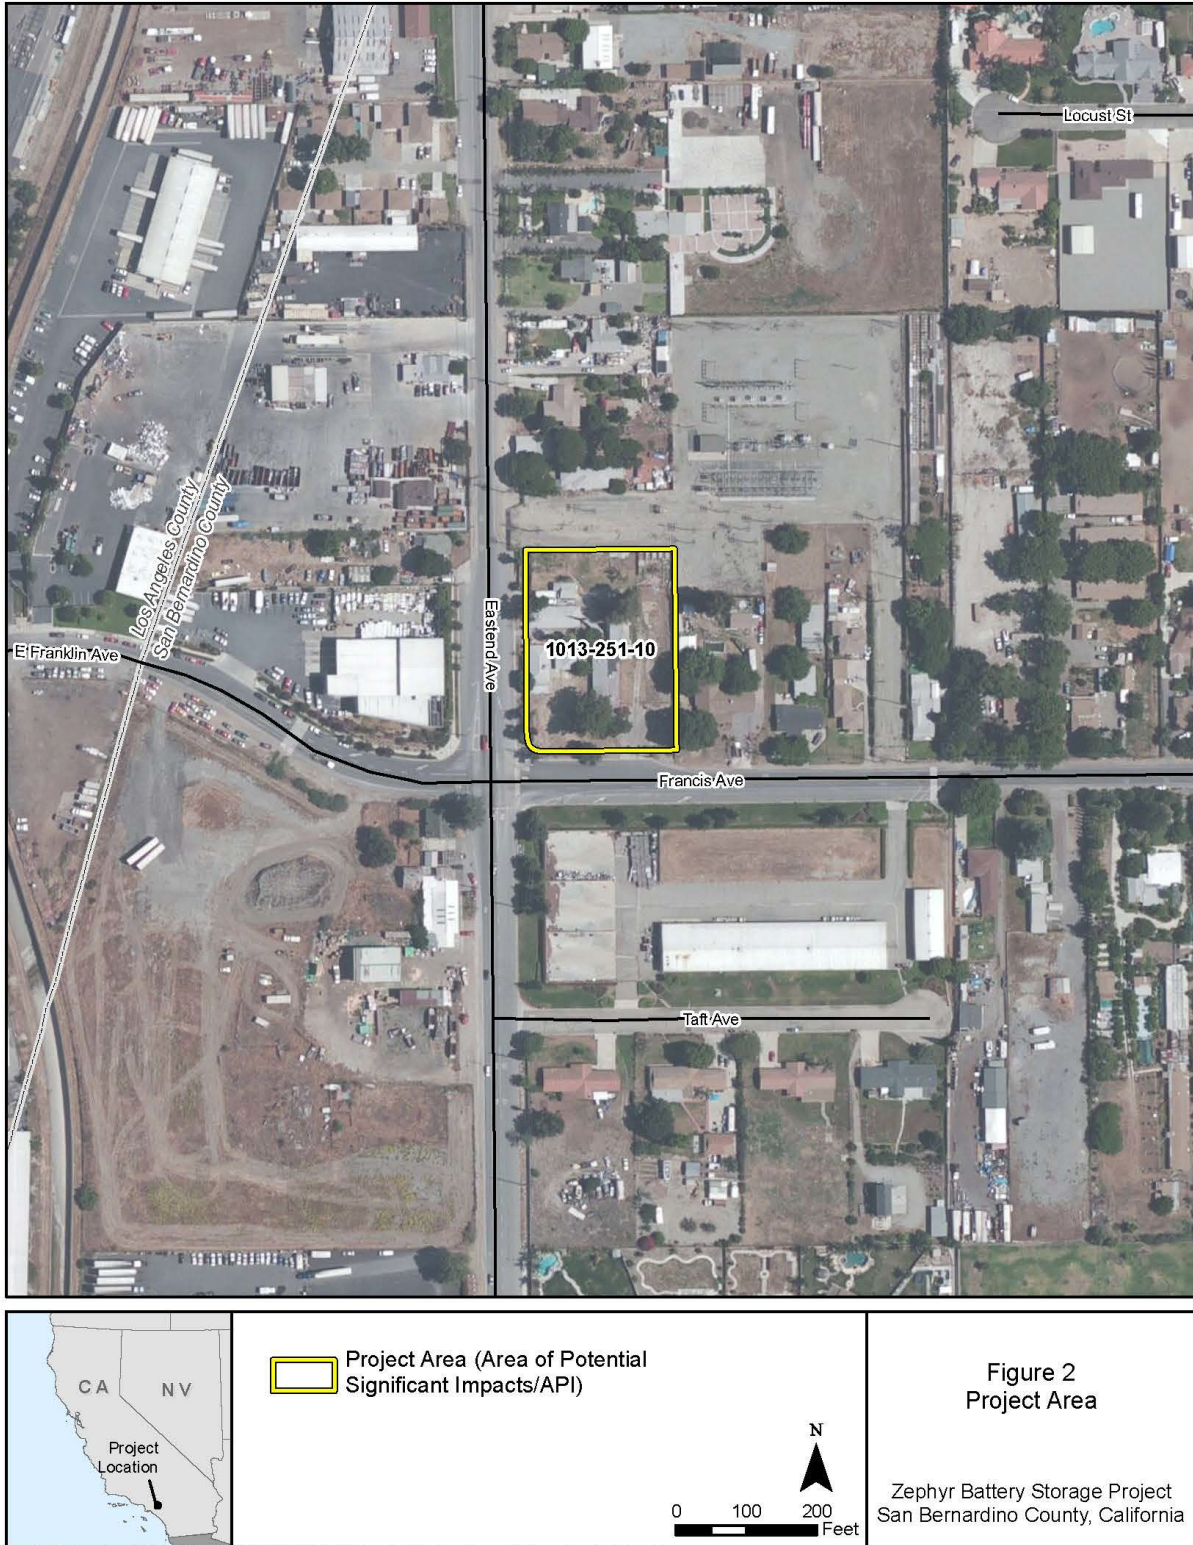 Locust St
Los Angeles County
San Bernardino County
E Franklin Ave
Eastend Ave
1013-251-10
Francis Ave
Taft Ave
CA
NV
Project
Location
Project Area (Area of Potential
Significant Impacts/API)
N
0 100 200
Feet
Figure 2
Project Area
Zephyr Battery Storage Project
San Bernardino County, California